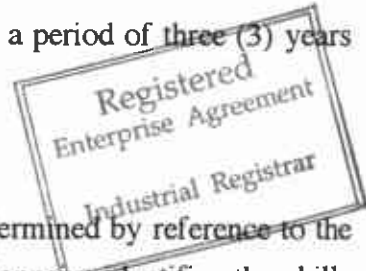 a period of three (3) years
Registered
Enterprise Agreement
Industrial Registrar
ermined by reference to the